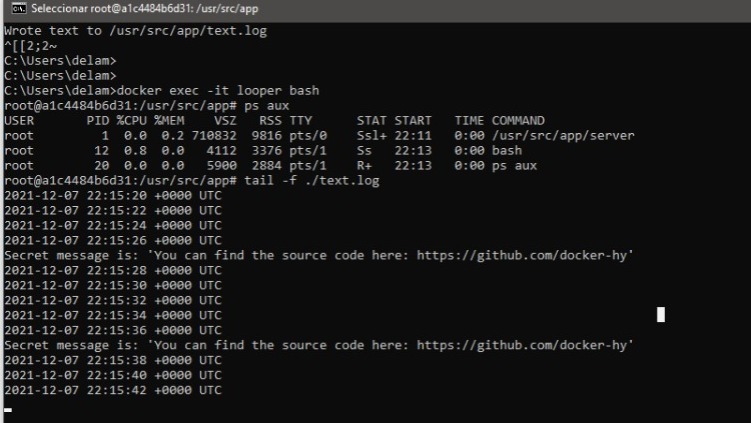 Seleccionar root@a1c4484b6d31: /usr/src/app
Wrote text to /usr/src/app/text.log
^[[2;2~
C:\Users\delam>
C:\Users\delam>
C:\Users\delam>docker exec -it looper bash
root@a1c4484b6d31:/usr/src/app# ps aux
USER       PID %CPU %MEM    VSZ   RSS TTY      STAT START   TIME COMMAND
root         1  0.0  0.2 710832  9816 pts/0    Ssl+ 22:11   0:00 /usr/src/app/server
root        12  0.8  0.0   4112  3376 pts/1    Ss   22:13   0:00 bash
root        20  0.0  0.0   5900  2884 pts/1    R+   22:13   0:00 ps aux
root@a1c4484b6d31:/usr/src/app# tail -f ./text.log
2021-12-07 22:15:20 +0000 UTC
2021-12-07 22:15:22 +0000 UTC
2021-12-07 22:15:24 +0000 UTC
2021-12-07 22:15:26 +0000 UTC
Secret message is: 'You can find the source code here: https://github.com/docker-hy'
2021-12-07 22:15:28 +0000 UTC
2021-12-07 22:15:30 +0000 UTC
2021-12-07 22:15:32 +0000 UTC
2021-12-07 22:15:34 +0000 UTC
2021-12-07 22:15:36 +0000 UTC
Secret message is: 'You can find the source code here: https://github.com/docker-hy'
2021-12-07 22:15:38 +0000 UTC
2021-12-07 22:15:40 +0000 UTC
2021-12-07 22:15:42 +0000 UTC